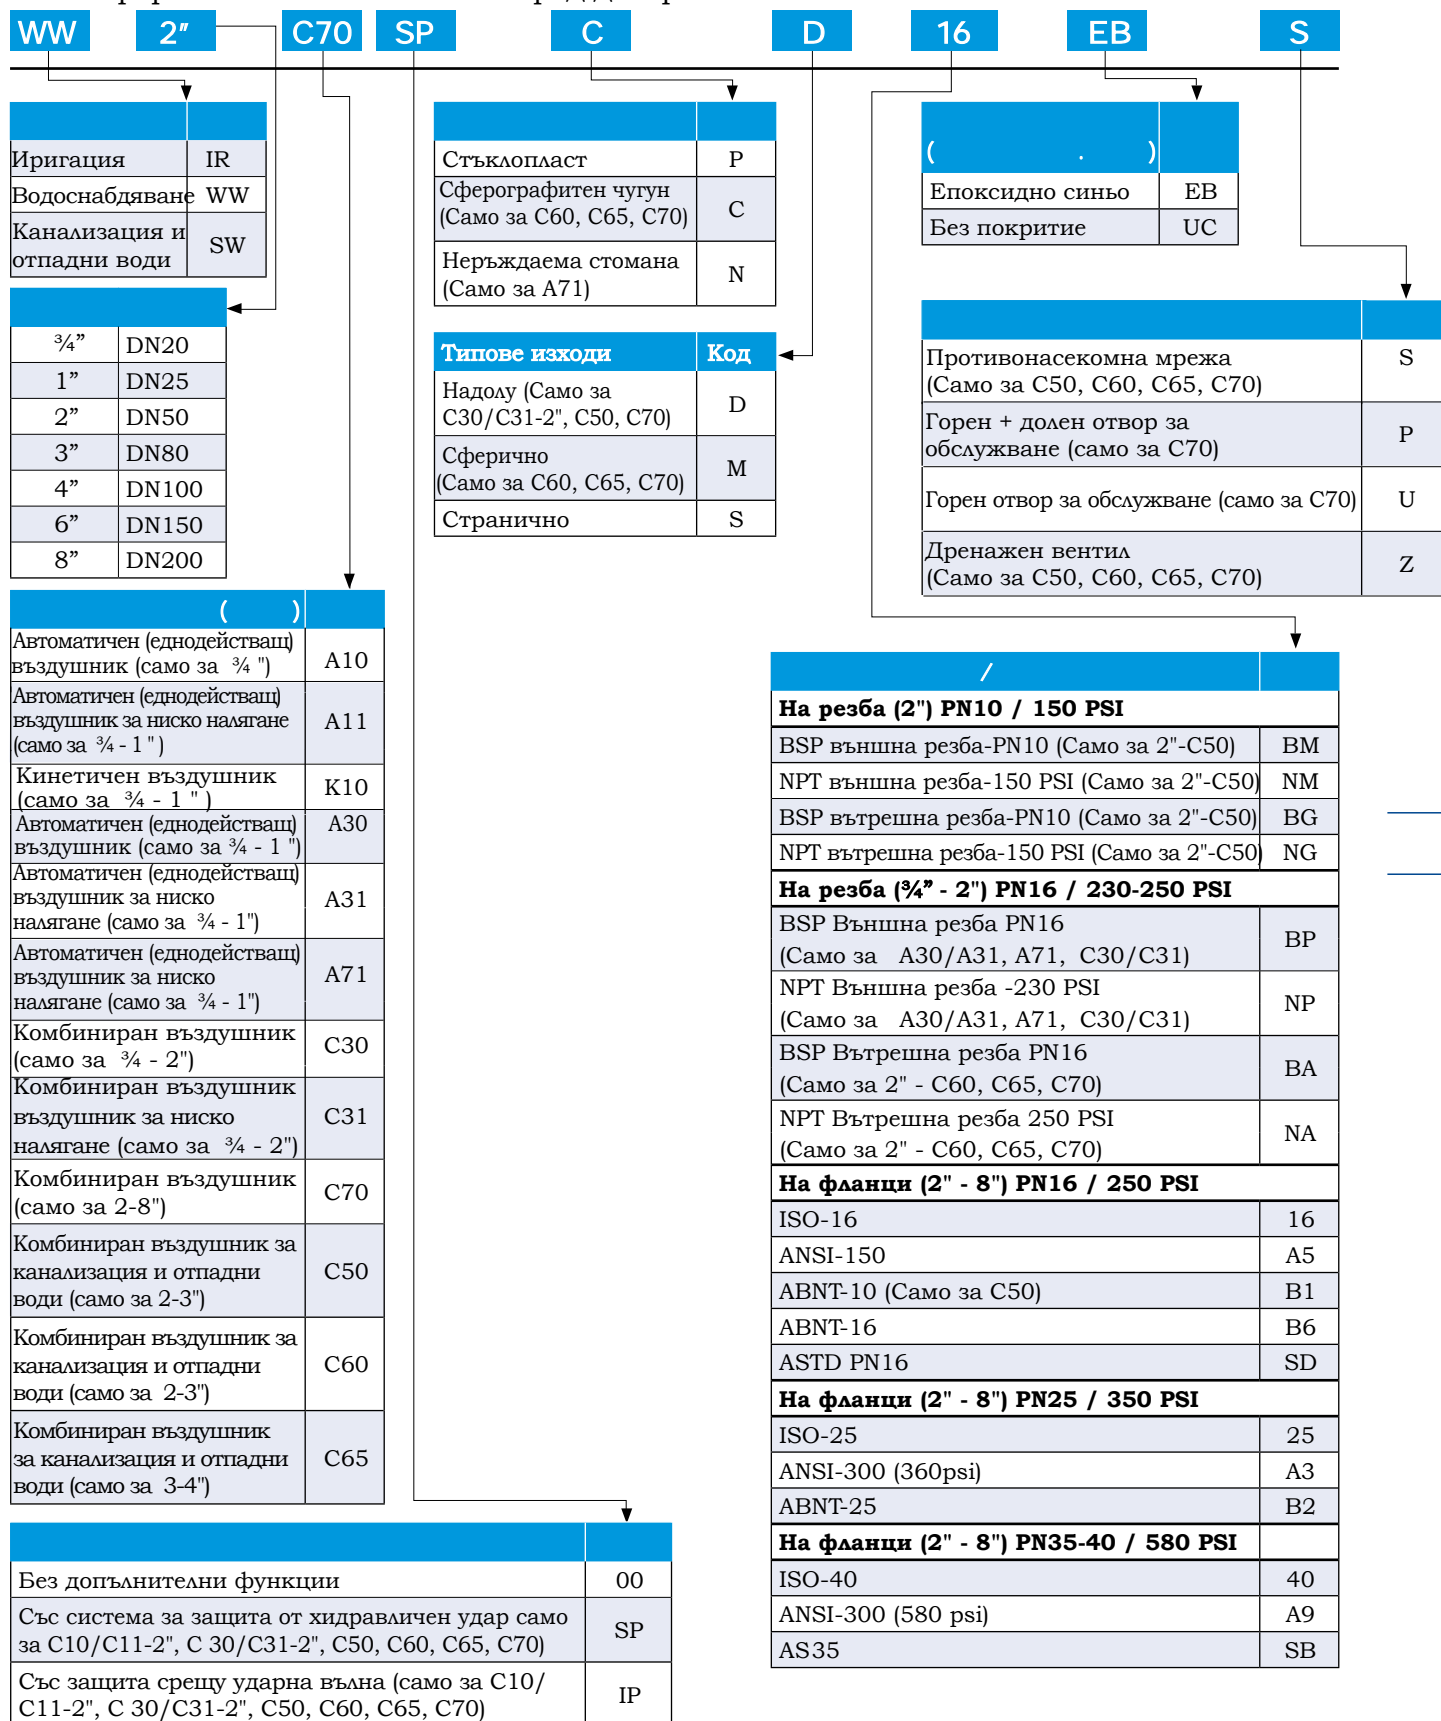 WW 2" C70 SP C D 16 EB S
Иригация IR
Водоснабдяване WW
Канализация и
отпадни води SW
¾” DN20
1” DN25
2” DN50
3” DN80
4” DN100
6” DN150
8” DN200
( )
Автоматичен (еднодействащ)
въздушник (само за ¾ ") A10
Автоматичен (еднодействащ)
въздушник за ниско налягане
(само за ¾ - 1 " ) A11
Кинетичен въздушник
(само за ¾ - 1 " ) K10
Автоматичен (еднодействащ)
въздушник (само за ¾ - 1 ") A30
Автоматичен (еднодействащ)
въздушник за ниско
налягане (само за ¾ - 1") A31
Автоматичен (еднодействащ)
въздушник за ниско
налягане (само за ¾ - 1") A71
Комбиниран въздушник
(само за ¾ - 2") C30
Комбиниран въздушник
въздушник за ниско
налягане (само за ¾ - 2") C31
Комбиниран въздушник
(само за 2-8") C70
Комбиниран въздушник за
канализация и отпадни
води (само за 2-3") C50
Комбиниран въздушник за
канализация и отпадни
води (само за 2-3") C60
Комбиниран въздушник
за канализация и отпадни
води (само за 3-4") C65
Без допълнителни функции 00
Със система за защита от хидравличен удар само
за C10/C11-2", C 30/C31-2", C50, C60, C65, C70) SP
Със защита срещу ударна вълна (само за C10/
C11-2", C 30/C31-2", C50, C60, C65, C70) IP
Стъклопласт P
Сферографитен чугун
(Само за C60, C65, C70) C
Неръждаема стомана
(Само за A71) N
Типове изходи Код
Надолу (Само за
C30/C31-2", C50, C70) D
Сферично
(Само за C60, C65, C70) M
Странично S
( . )
Епоксидно синьо EB
Без покритие UC
Противонасекомна мрежа
(Само за C50, C60, C65, C70) S
Горен + долен отвор за
обслужване (само за C70) P
Горен отвор за обслужване (само за C70) U
Дренажен вентил
(Само за C50, C60, C65, C70) Z
/
На резба (2") PN10 / 150 PSI
BSP външна резба-PN10 (Само за 2"-C50) BM
NPT външна резба-150 PSI (Само за 2"-C50) NM
BSP вътрешна резба-PN10 (Само за 2"-C50) BG
NPT вътрешна резба-150 PSI (Само за 2"-C50) NG
На резба (¾” - 2") PN16 / 230-250 PSI
BSP Външна резба PN16
(Само за A30/A31, A71, C30/C31) BP
NPT Външна резба -230 PSI
(Само за A30/A31, A71, C30/C31) NP
BSP Вътрешна резба PN16
(Само за 2" - C60, C65, C70) BA
NPT Вътрешна резба 250 PSI
(Само за 2" - C60, C65, C70) NA
На фланци (2" - 8") PN16 / 250 PSI
ISO-16 16
ANSI-150 A5
ABNT-10 (Само за C50) B1
ABNT-16 B6
ASTD PN16 SD
На фланци (2" - 8") PN25 / 350 PSI
ISO-25 25
ANSI-300 (360psi) A3
ABNT-25 B2
На фланци (2" - 8") PN35-40 / 580 PSI
ISO-40 40
ANSI-300 (580 psi) A9
AS35 SB